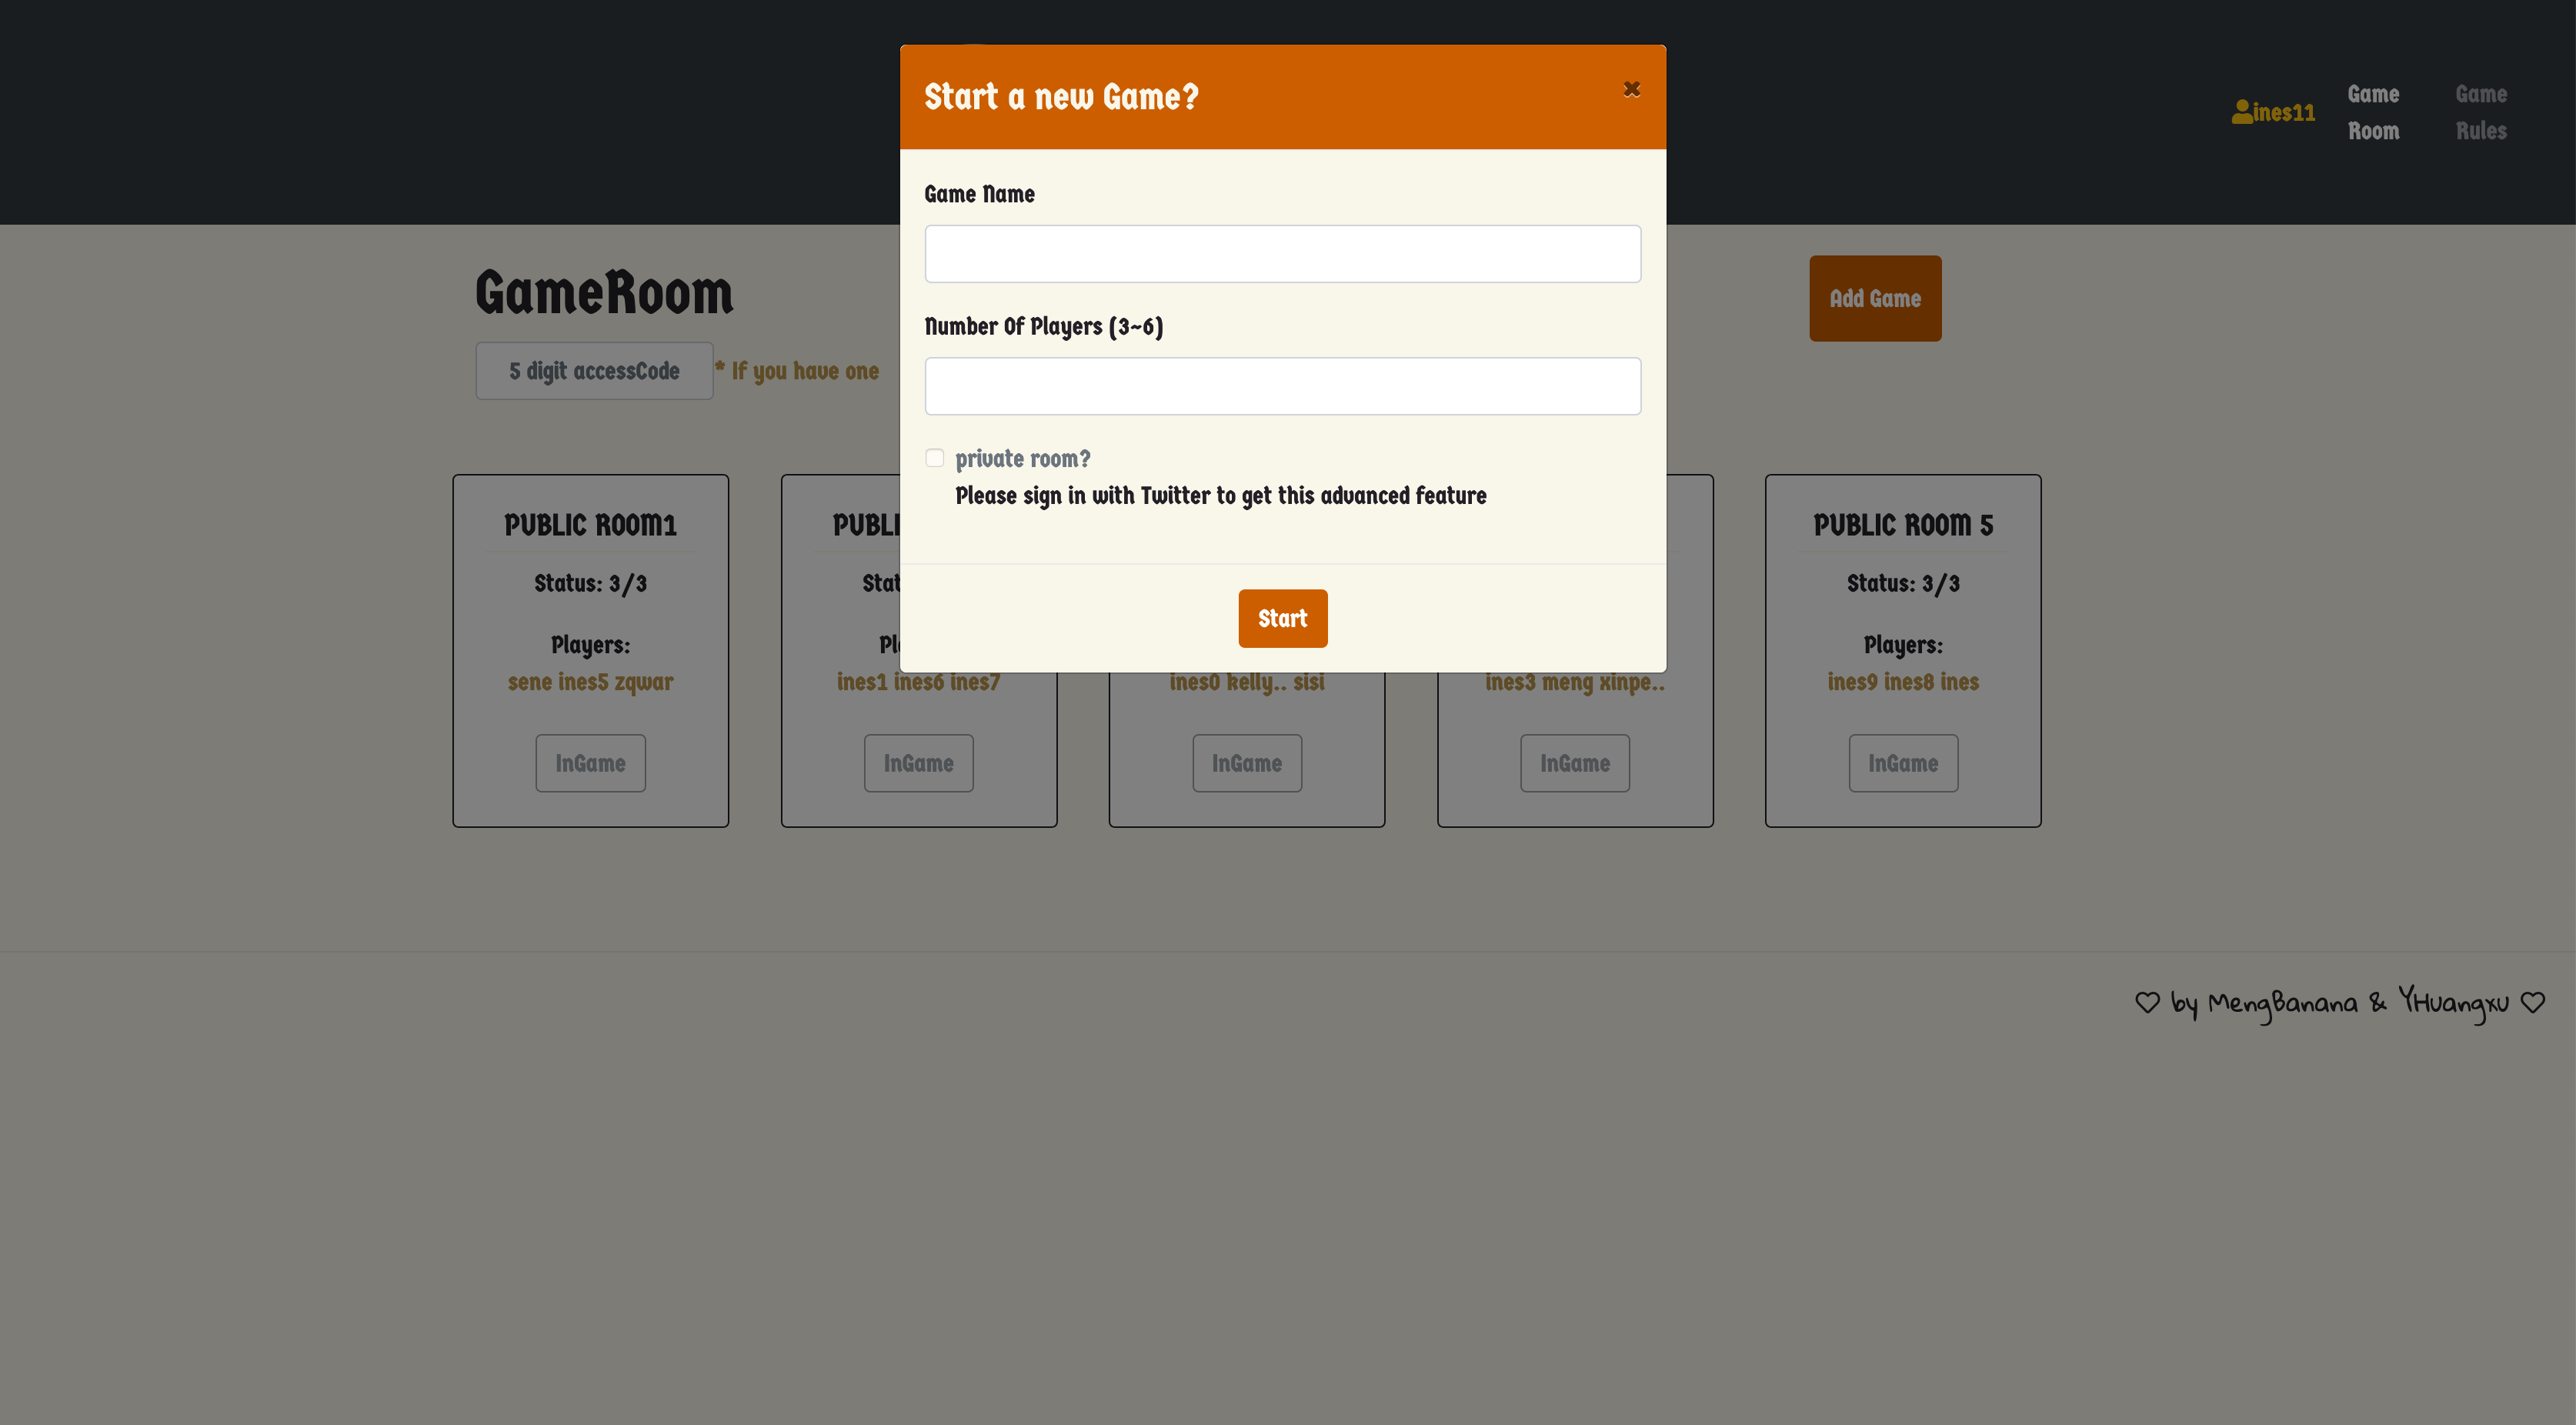 Start a new Game?
Game Name
Number Of Players (3~6)
private room?
Please sign in with Twitter to get this advanced feature
Start
ines11
Game Room
Game Rules
GameRoom
Add Game
5 digit accessCode
* If you have one
PUBLIC ROOM1
Status: 3/3
Players:
sene ines5 zqwar
InGame
ines1 ines6 ines7
InGame
ines0 kelly.. sisi
InGame
ines3 meng xinpe..
InGame
PUBLIC ROOM 5
Status: 3/3
Players:
ines9 ines8 ines
InGame
by MengBanana & YHuangxu